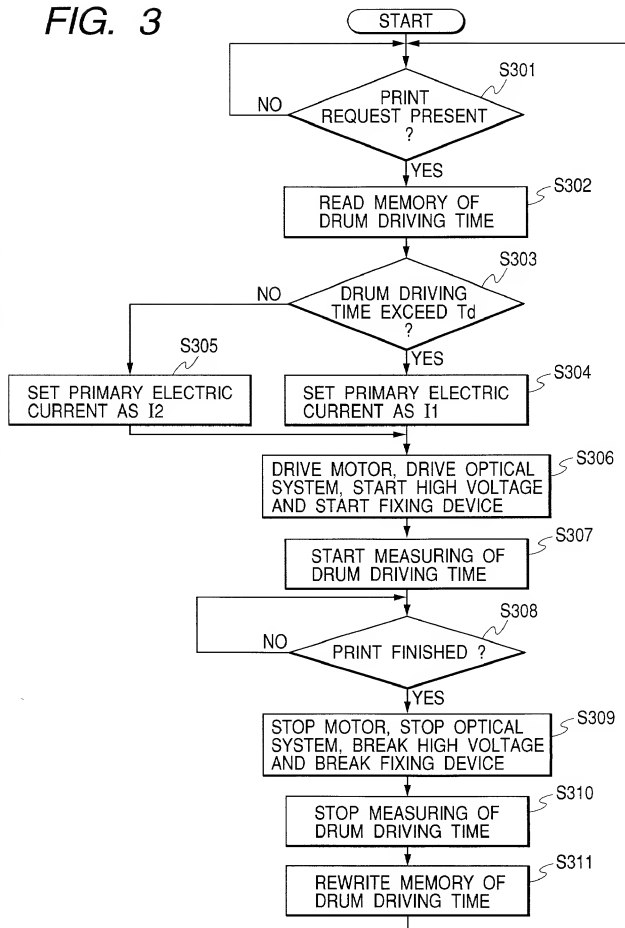 FIG. 3
START
S301
PRINT
REQUEST PRESENT
?
NO
YES
S302
READ MEMORY OF
DRUM DRIVING TIME
S303
DRUM DRIVING
TIME EXCEED Td
?
NO
YES
S305
SET PRIMARY ELECTRIC
CURRENT AS I2
S304
SET PRIMARY ELECTRIC
CURRENT AS I1
S306
DRIVE MOTOR, DRIVE OPTICAL
SYSTEM, START HIGH VOLTAGE
AND START FIXING DEVICE
S307
START MEASURING OF
DRUM DRIVING TIME
S308
NO
PRINT FINISHED ?
YES
S309
STOP MOTOR, STOP OPTICAL
SYSTEM, BREAK HIGH VOLTAGE
AND BREAK FIXING DEVICE
S310
STOP MEASURING OF
DRUM DRIVING TIME
S311
REWRITE MEMORY OF
DRUM DRIVING TIME